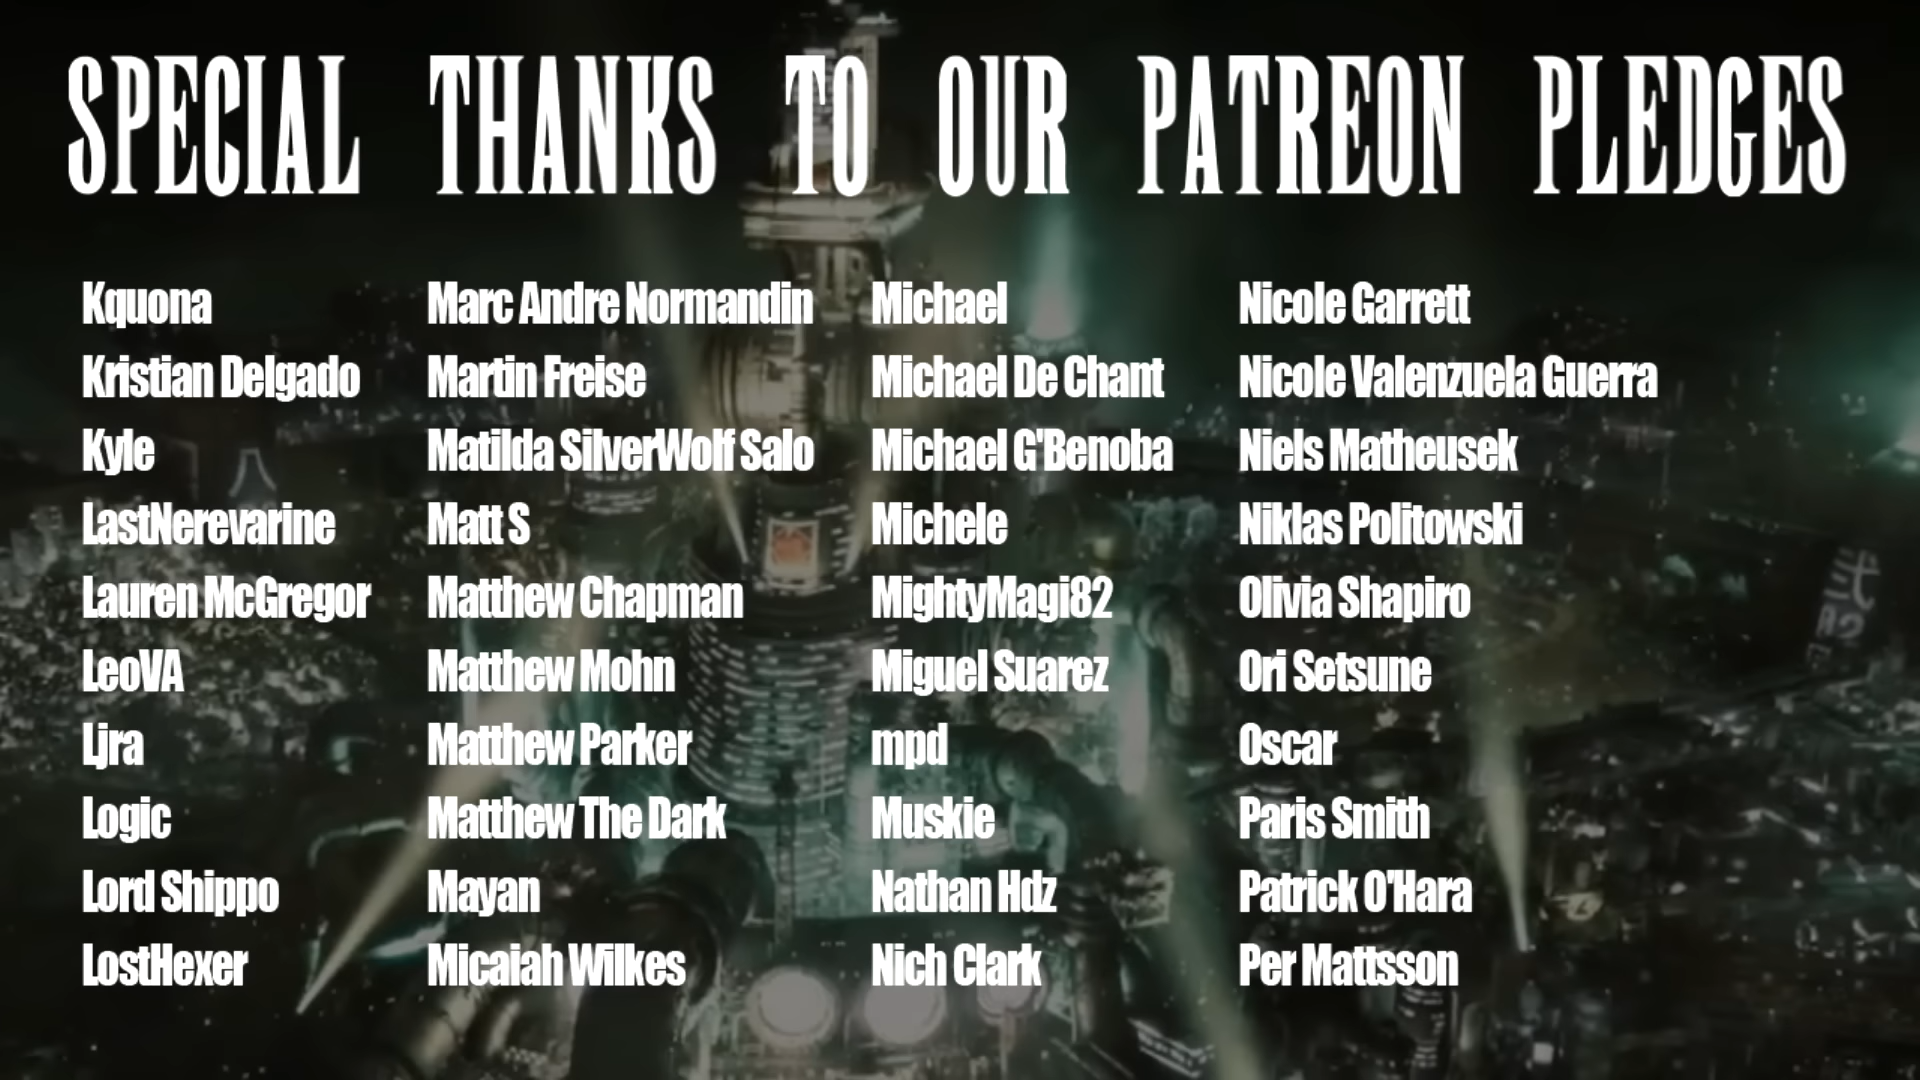 SPECIAL THANKS TO OUR PATREON PLEDGES
Kquona
Kristian Delgado
Kyle
LastNerevarine
Lauren McGregor
LeoVA
Ljra
Logic
Lord Shippo
LostHexer
Marc Andre Normandin
Martin Freise
Matilda SilverWolf Salo
Matt S
Matthew Chapman
Matthew Mohn
Matthew Parker
Matthew The Dark
Mayan
Micaiah Wilkes
Michael
Michael De Chant
Michael G'Benoba
Michele
MightyMagi82
Miguel Suarez
mpd
Muskie
Nathan Hdz
Nich Clark
Nicole Garrett
Nicole Valenzuela Guerra
Niels Matheusek
Niklas Politowski
Olivia Shapiro
Ori Setsune
Oscar
Paris Smith
Patrick O'Hara
Per Mattsson